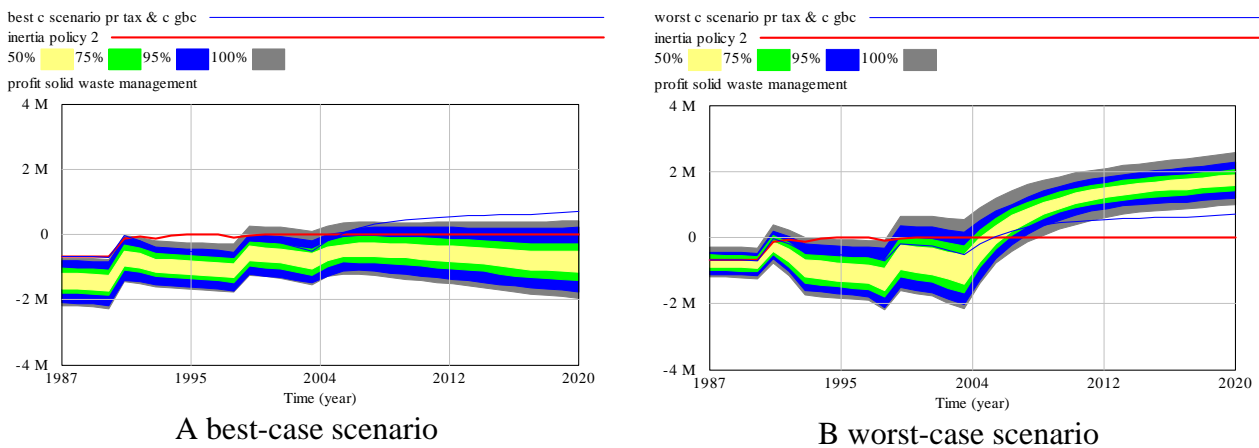 best c scenario pr tax & c gbc
inertia policy 2
50% 75% 95% 100%
profit solid waste management
4 M
2 M
0
-2 M
-4 M
1987 1995 2004 2012 2020
Time (year)
A best-case scenario
worst c scenario pr tax & c gbc
inertia policy 2
50% 75% 95% 100%
profit solid waste management
4 M
2 M
0
-2 M
-4 M
1987 1995 2004 2012 2020
Time (year)
B worst-case scenario